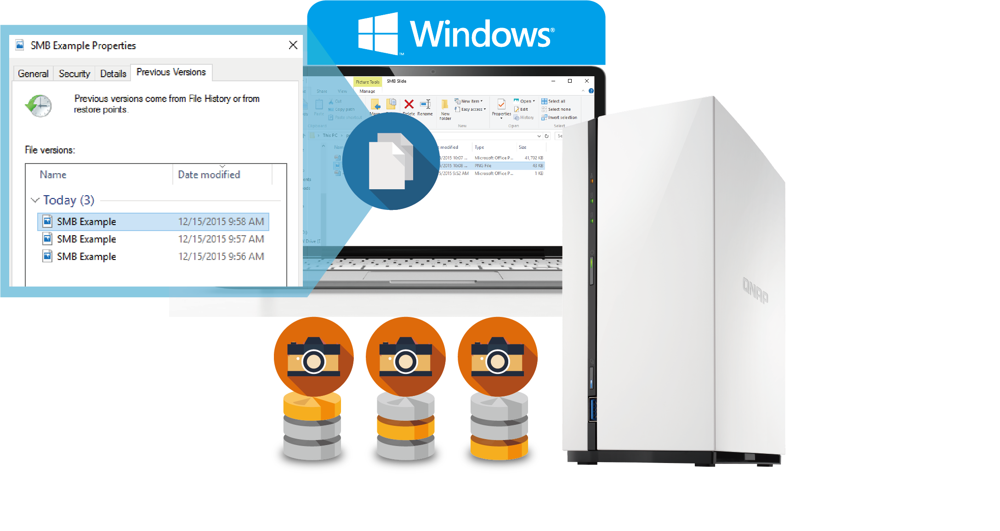 Windows®
™
SMB Example Properties
General
Security
Details
Previous Versions
Previous versions come from File History or from
restore points.
File versions:
Name
Date modified
Today (3)
SMB Example 12/15/2015 9:58 AM
SMB Example 12/15/2015 9:57 AM
SMB Example 12/15/2015 9:56 AM
Picture Tools
SMB Slide
Share
View
Manage
Paste
Cut
Copy path
Paste shortcut
Clipboard
Delete
Rename
New
folder
New item
Easy access
New
Properties
Open
Edit
History
Open
Select all
Select none
Invert selection
Select
This PC
modified
Type
Size
5/2015 10:07 ... Microsoft Office P... 41,702 KB
5/2015 10:08 ... PNG File 43 KB
5/2015 9:52 AM Microsoft Office P... 1 KB
QNAP